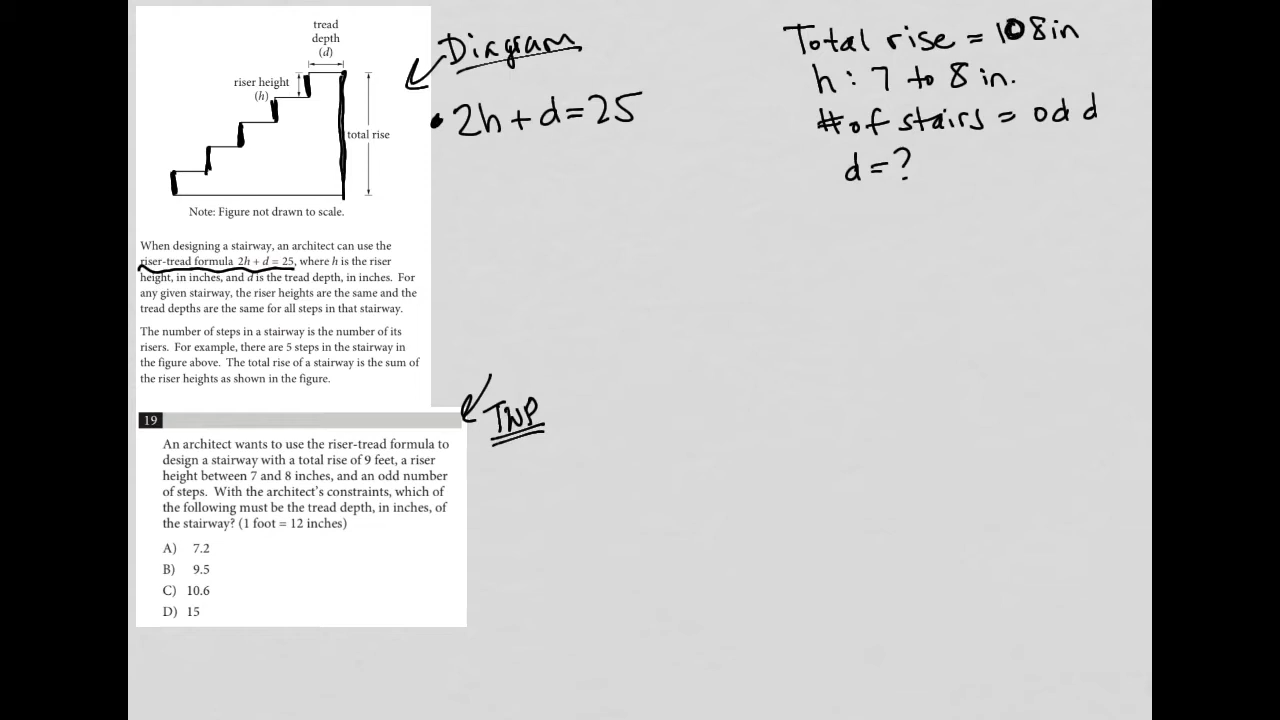 tread
depth
(d)
riser height
(h)
total rise
Note: Figure not drawn to scale.
When designing a stairway, an architect can use the
riser-tread formula 2h + d = 25, where h is the riser
height, in inches, and d is the tread depth, in inches. For
any given stairway, the riser heights are the same and the
tread depths are the same for all steps in that stairway.
The number of steps in a stairway is the number of its
risers. For example, there are 5 steps in the stairway in
the figure above. The total rise of a stairway is the sum of
the riser heights as shown in the figure.
19
An architect wants to use the riser-tread formula to
design a stairway with a total rise of 9 feet, a riser
height between 7 and 8 inches, and an odd number
of steps. With the architect's constraints, which of
the following must be the tread depth, in inches, of
the stairway? (1 foot = 12 inches)
A) 7.2
B) 9.5
C) 10.6
D) 15
Diagram
• 2h + d = 25
TWP
Total rise = 108in
h : 7 to 8 in.
# of stairs = odd
d = ?